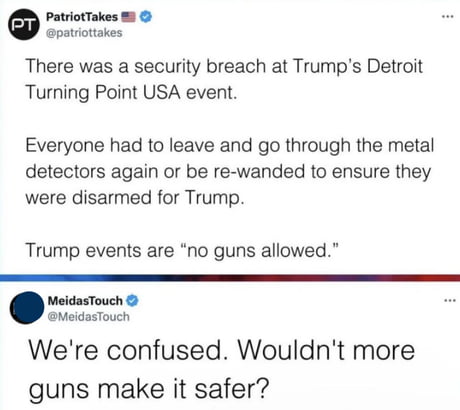 PT
PatriotTakes
@patriottakes
There was a security breach at Trump's Detroit
Turning Point USA event.
Everyone had to leave and go through the metal
detectors again or be re-wanded to ensure they
were disarmed for Trump.
Trump events are “no guns allowed.”
MeidasTouch
@MeidasTouch
We're confused. Wouldn't more
guns make it safer?